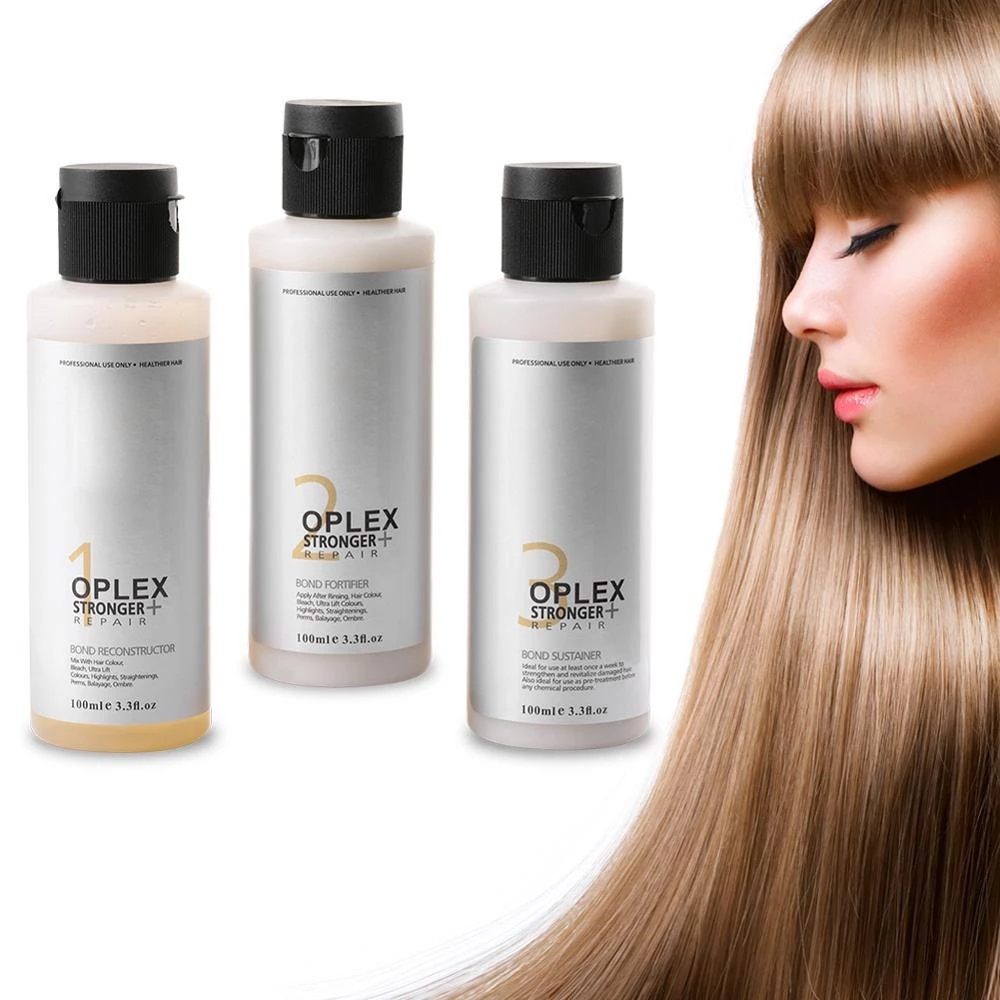 PROFESSIONAL USE ONLY • HEALTHIER HAIR
1
OPLEX
STRONGER+
REPAIR
BOND RECONSTRUCTOR
Mix With Hair Colour,
Bleach, Ultra Lift
Colours, Highlights, Straightenings,
Perms, Balayage, Ombre.
100ml e 3.3fl.oz
PROFESSIONAL USE ONLY • HEALTHIER HAIR
2
OPLEX
STRONGER+
REPAIR
BOND FORTIFIER
Apply After Rinsing, Hair Colour,
Bleach, Ultra Lift Colours,
Highlights, Straightenings,
Perms, Balayage, Ombre.
100ml e 3.3fl.oz
PROFESSIONAL USE ONLY • HEALTHIER HAIR
3
OPLEX
STRONGER+
REPAIR
BOND SUSTAINER
Ideal for use at least once a week to
strengthen and revitalize damaged hair.
Also ideal for use as pre-treatment before
any chemical procedure.
100ml e 3.3fl.oz